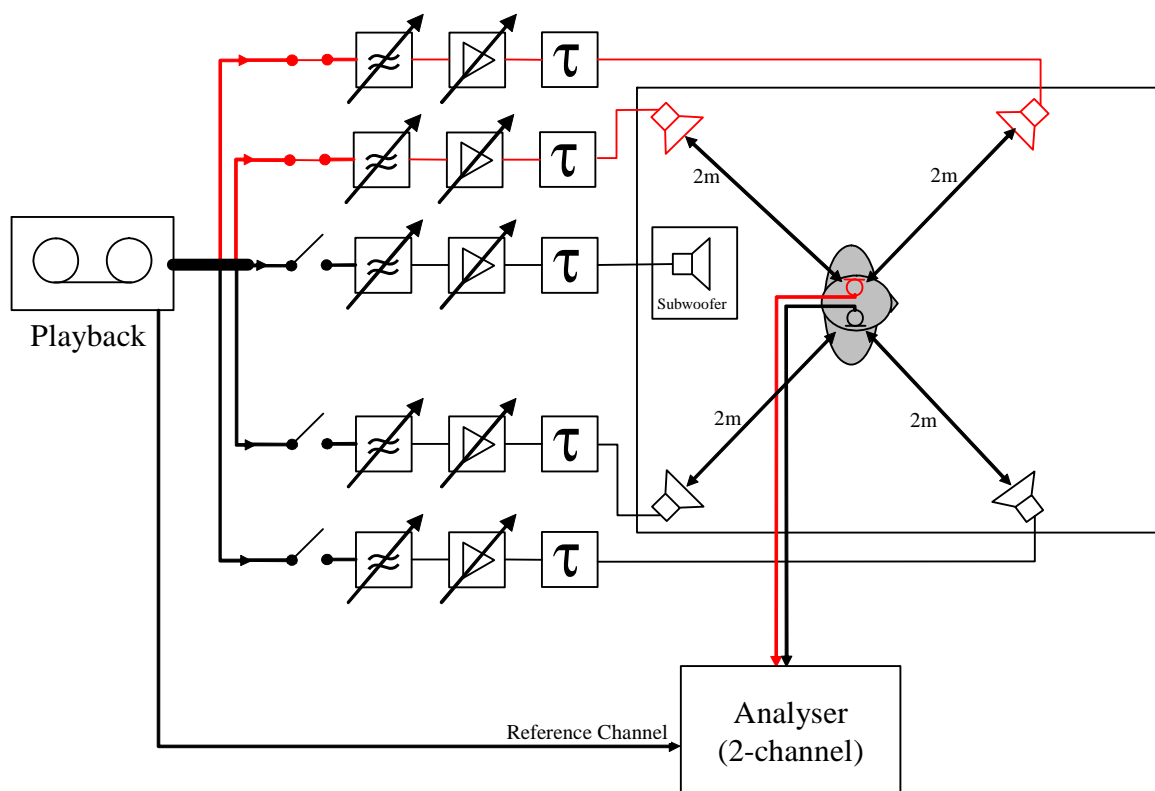 τ
τ
2m
2m
τ
Subwoofer
Playback
2m
2m
τ
τ
Reference Channel
Analyser
(2-channel)